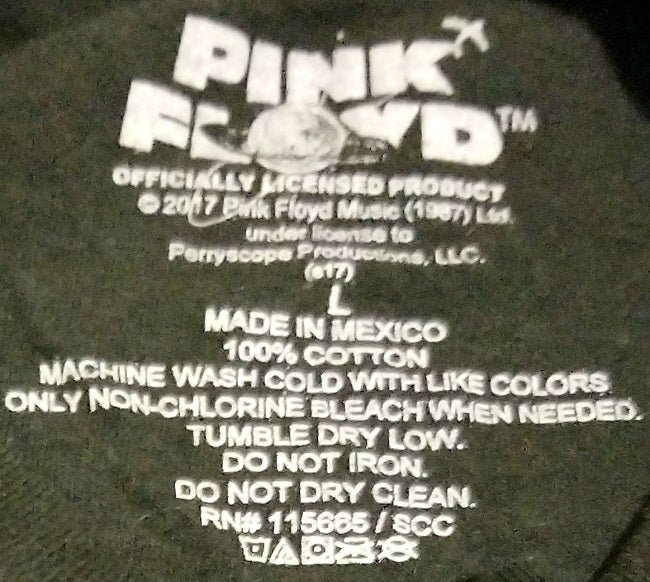 PINK
FLOYD™
OFFICIALLY LICENSED PRODUCT
© 2017 Pink Floyd Music (1987) Ltd.
under license to
Perryscope Productions, LLC.
(s17)
L
MADE IN MEXICO
100% COTTON
MACHINE WASH COLD WITH LIKE COLORS
ONLY NON-CHLORINE BLEACH WHEN NEEDED.
TUMBLE DRY LOW.
DO NOT IRON.
DO NOT DRY CLEAN.
RN# 115665 / SCC